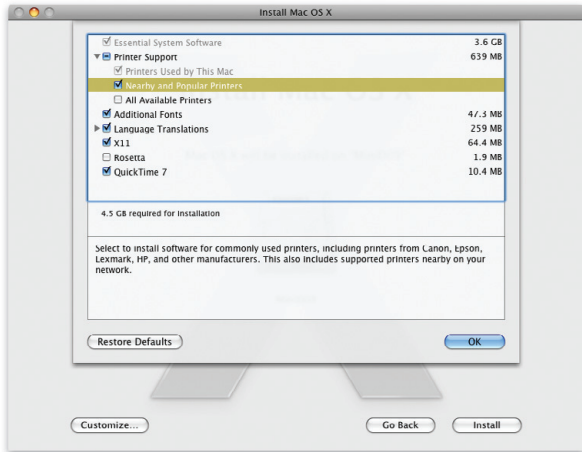 Install Mac OS X
Essential System Software 3.6 GB
Printer Support 639 MB
Printers Used by This Mac
Nearby and Popular Printers
All Available Printers
Additional Fonts 47.3 MB
Language Translations 259 MB
X11 64.4 MB
Rosetta 1.9 MB
QuickTime 7 10.4 MB
4.5 GB required for installation
Select to install software for commonly used printers, including printers from Canon, Epson,
Lexmark, HP, and other manufacturers. This also includes supported printers nearby on your
network.
Restore Defaults OK
Customize... Go Back Install